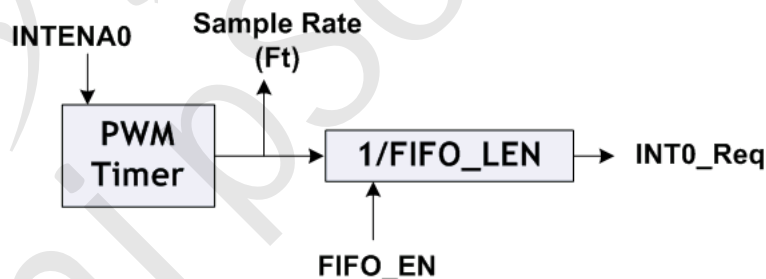 INTENA0
Sample Rate
(Ft)
PWM
Timer
1/FIFO_LEN
INT0_Req
FIFO_EN